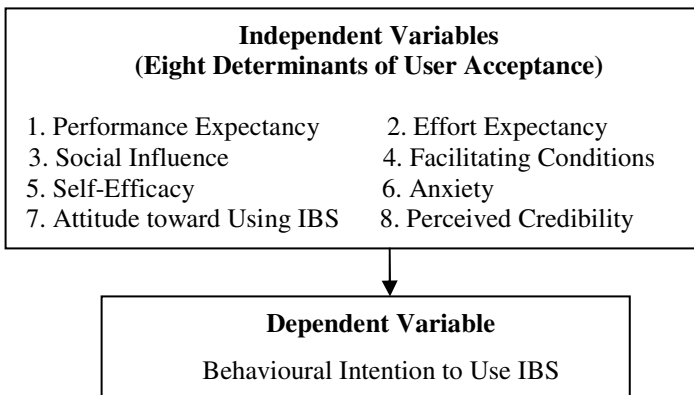 Independent Variables
(Eight Determinants of User Acceptance)
1. Performance Expectancy 2. Effort Expectancy
3. Social Influence 4. Facilitating Conditions
5. Self-Efficacy 6. Anxiety
7. Attitude toward Using IBS 8. Perceived Credibility
Dependent Variable
Behavioural Intention to Use IBS